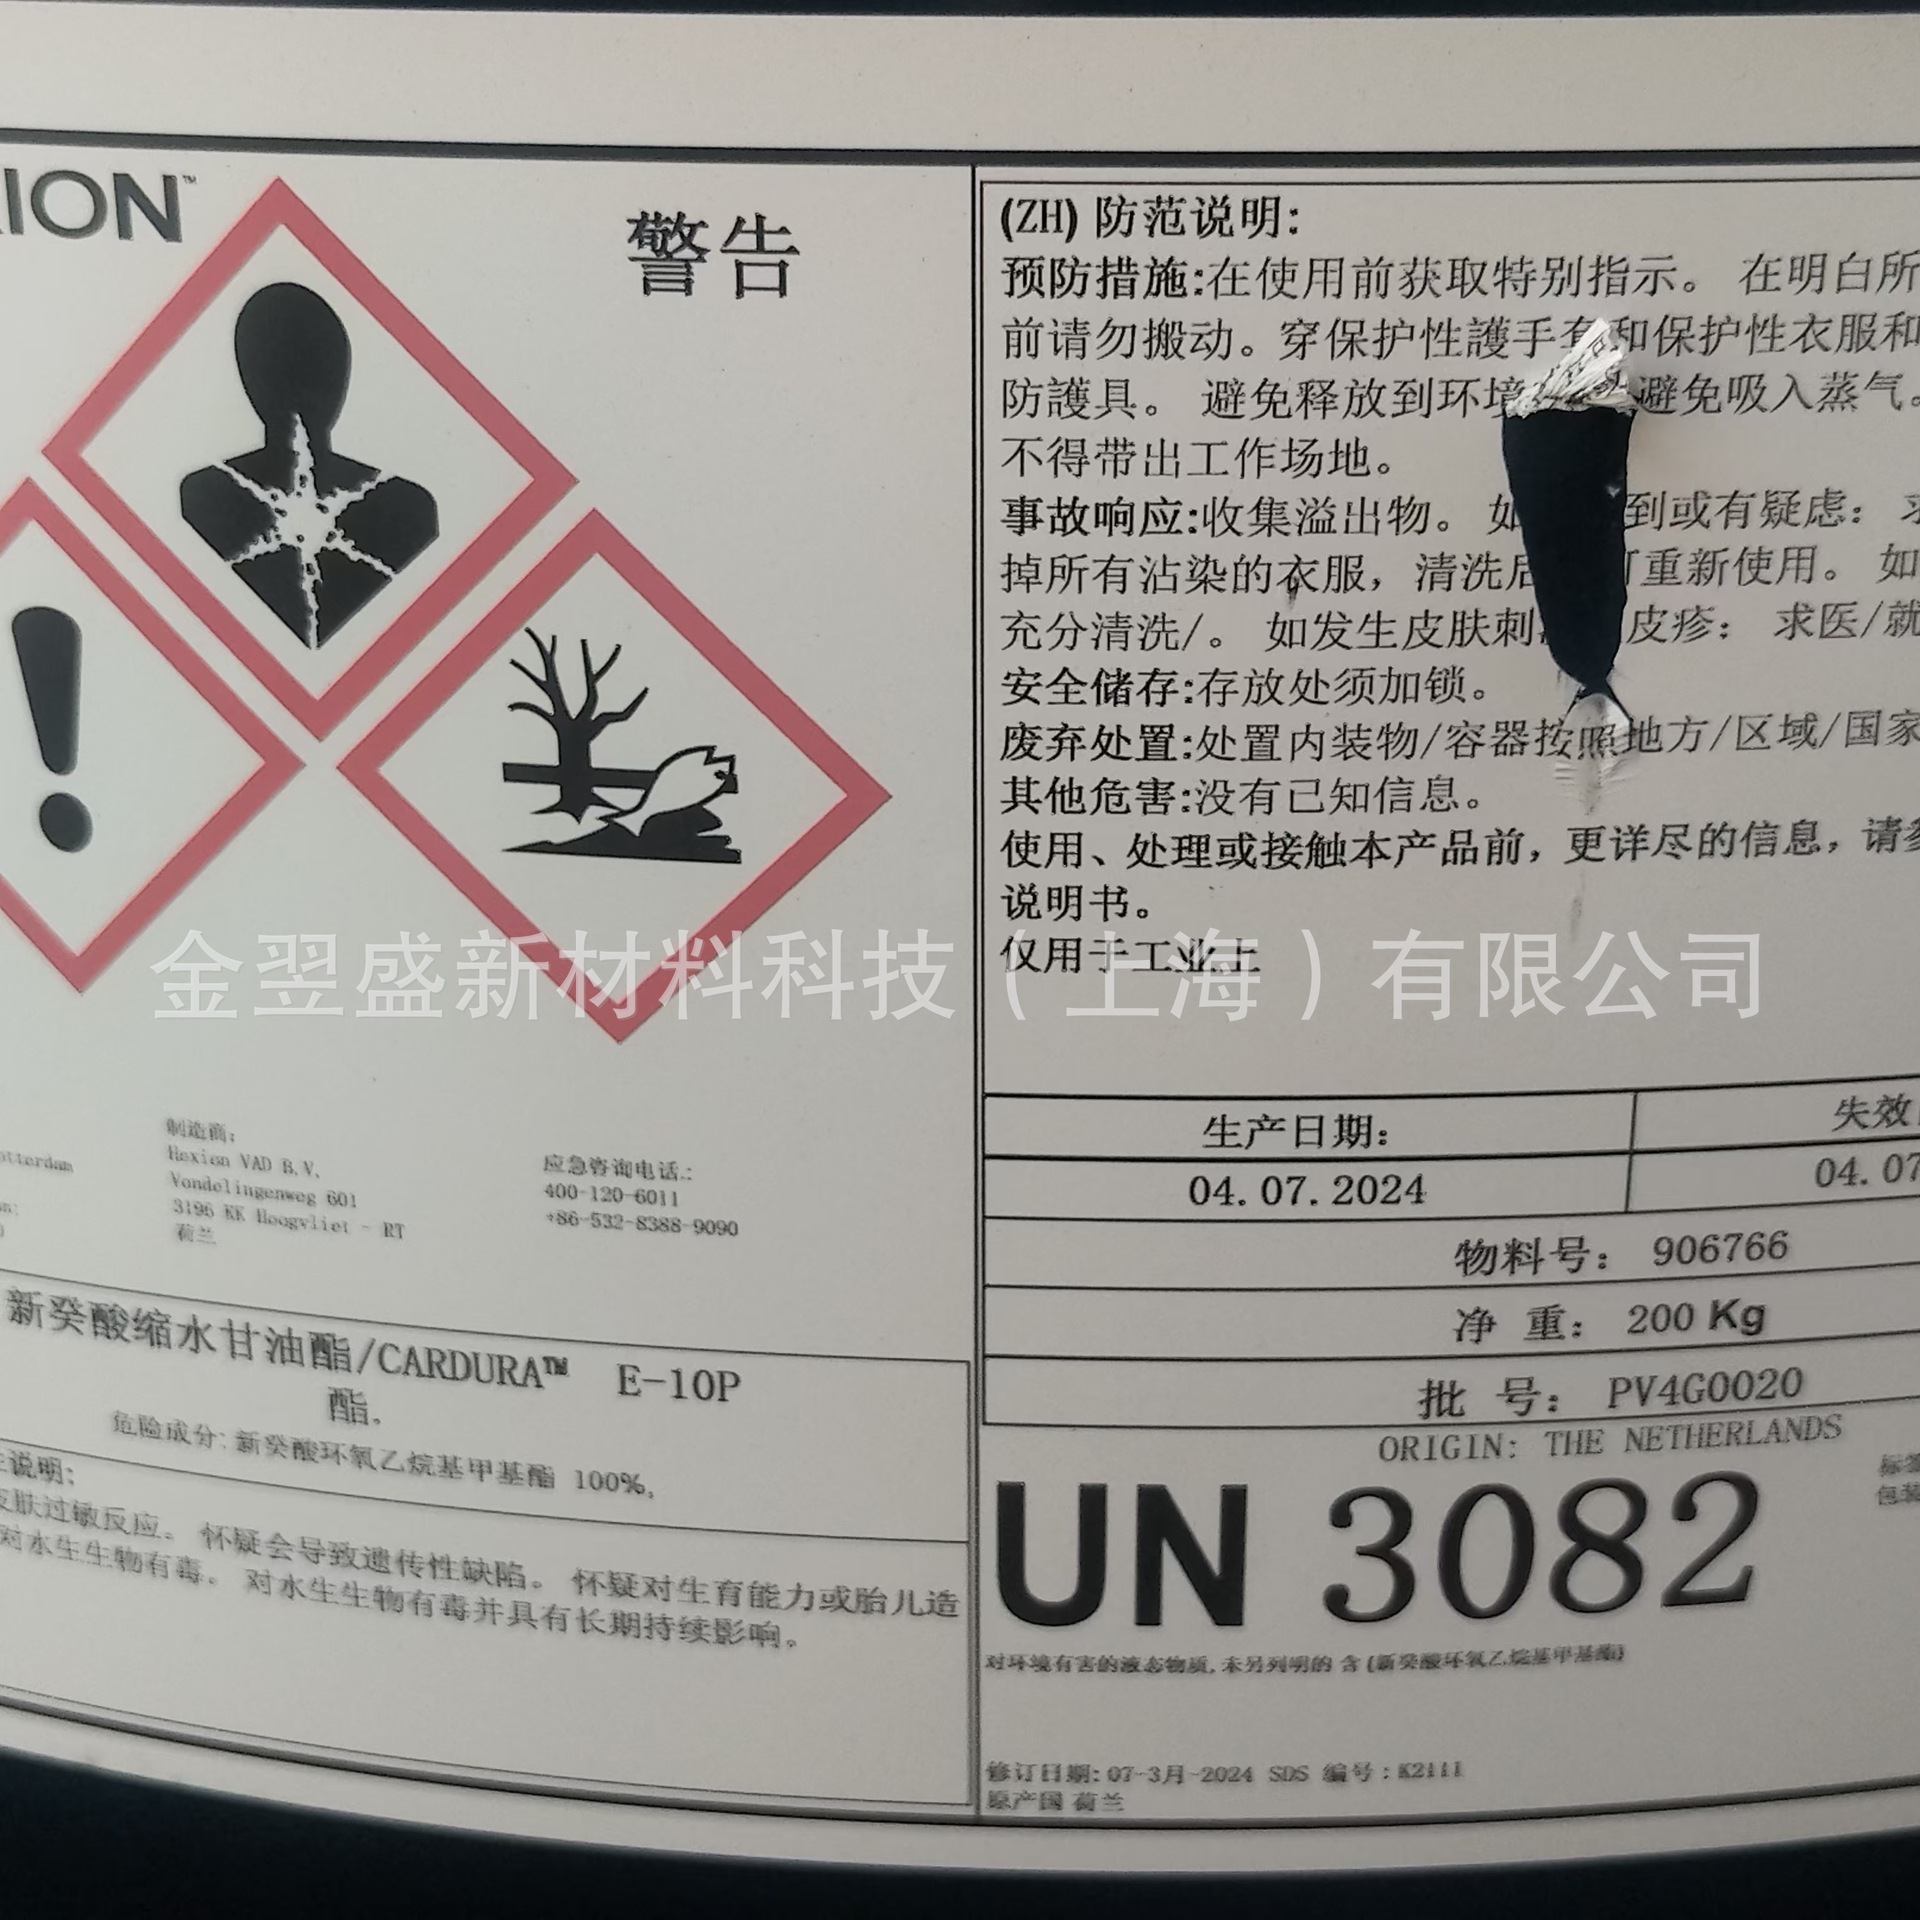 XION™
警告
(ZH) 防范说明:
预防措施:在使用前获取特别指示。 在明白所
前请勿搬动。穿保护性護手套和保护性衣服和
防護具。 避免释放到环境 避免吸入蒸气。
不得带出工作场地。
事故响应:收集溢出物。 如 到或有疑虑: 求
掉所有沾染的衣服, 清洗后 可重新使用。 如
充分清洗/。 如发生皮肤刺 皮疹: 求医/就
安全储存:存放处须加锁。
废弃处置:处置内装物/容器按照地方/区域/国家
其他危害:没有已知信息。
使用、处理或接触本产品前, 更详尽的信息, 请参
说明书。
仅用于工业上
金翌盛新材料科技(上海)有限公司
otterdam
制造商:
Hexion VAD B.V.
Vondelingenweg 601
3196 KK Hoogvliet - RT
荷兰
应急咨询电话.:
400-120-6011
+86-532-8388-9090
新癸酸缩水甘油酯/CARDURA™ E-10P
酯.
危险成分: 新癸酸环氧乙烷基甲基酯 100%.
说明:
皮肤过敏反应。 怀疑会导致遗传性缺陷。 怀疑对生育能力或胎儿造
对水生生物有毒。 对水生生物有毒并具有长期持续影响。
生产日期:
失效
04.07.2024
04.07
物料号: 906766
净 重: 200 Kg
批 号: PV4G0020
ORIGIN: THE NETHERLANDS
标签
包装
UN 3082
对环境有害的液态物质, 未另列明的 含 (新癸酸环氧乙烷基甲基酯)
修订日期: 07-3月-2024 SDS 编号 : K2111
原产国 荷兰